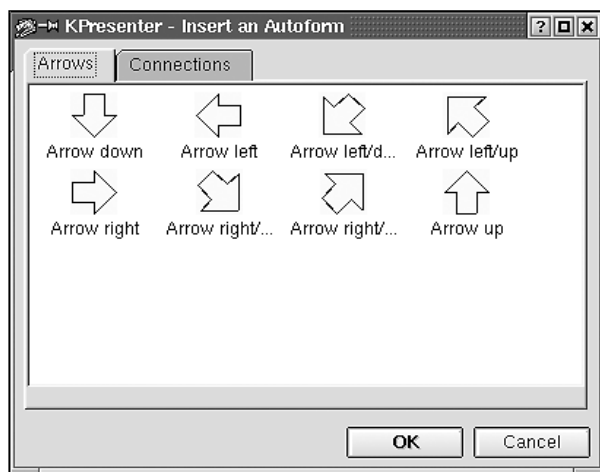 KPresenter - Insert an Autoform
Arrows Connections
Arrow down Arrow left Arrow left/d... Arrow left/up
Arrow right Arrow right/... Arrow right/... Arrow up
OK Cancel